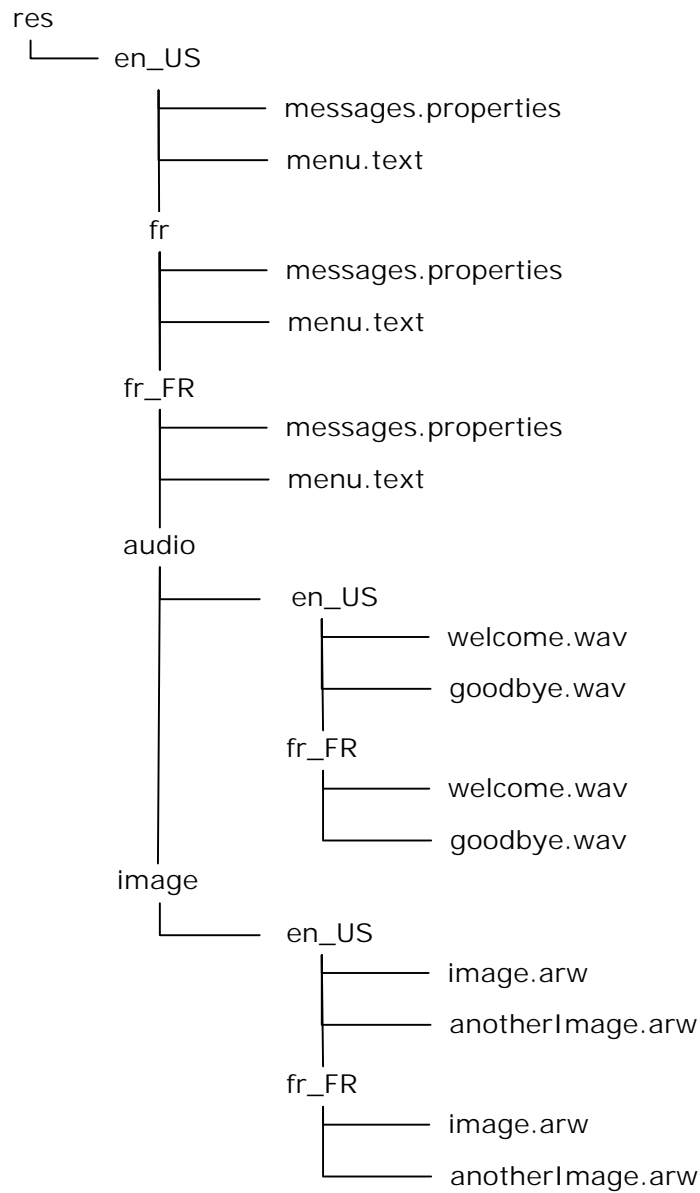 res
en_US
messages.properties
menu.text
fr
messages.properties
menu.text
fr_FR
messages.properties
menu.text
audio
en_US
welcome.wav
goodbye.wav
fr_FR
welcome.wav
goodbye.wav
image
en_US
image.arw
anotherImage.arw
fr_FR
image.arw
anotherImage.arw